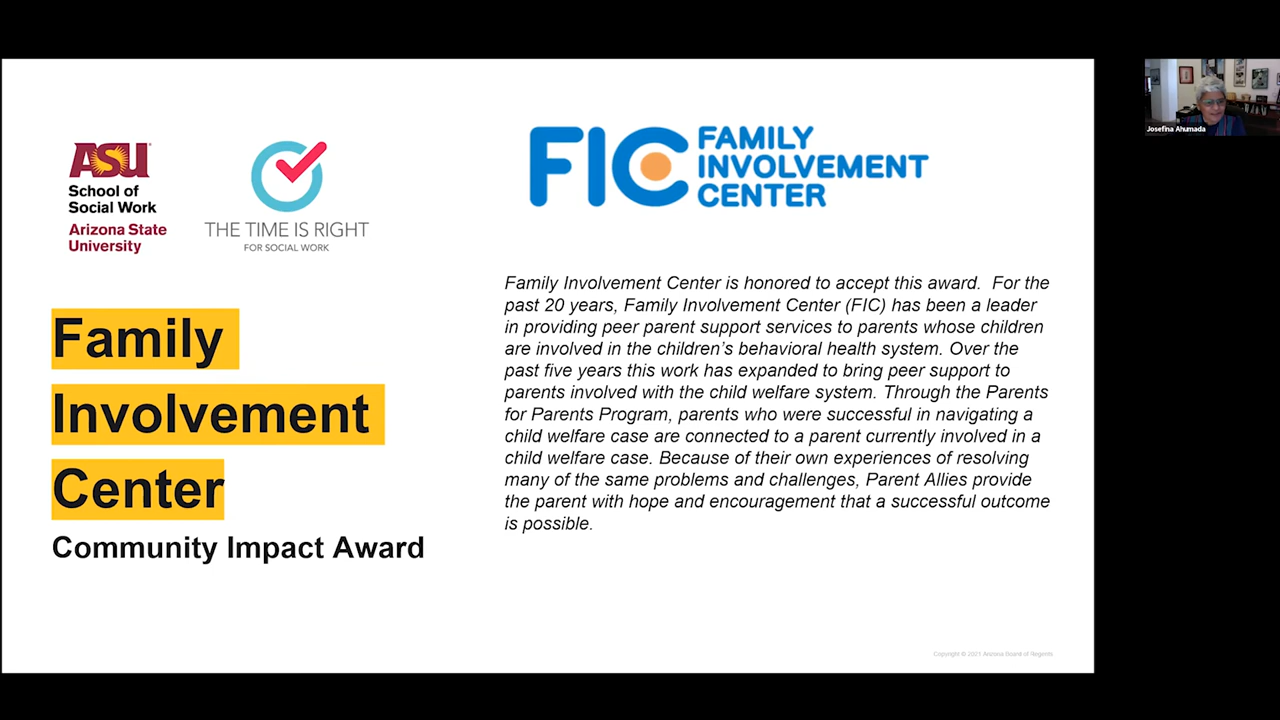 ASU
School of
Social Work
Arizona State
University
THE TIME IS RIGHT
FOR SOCIAL WORK
FIC FAMILY
INVOLVEMENT
CENTER
Family
Involvement
Center
Community Impact Award
Family Involvement Center is honored to accept this award.  For the
past 20 years, Family Involvement Center (FIC) has been a leader
in providing peer parent support services to parents whose children
are involved in the children’s behavioral health system. Over the
past five years this work has expanded to bring peer support to
parents involved with the child welfare system. Through the Parents
for Parents Program, parents who were successful in navigating a
child welfare case are connected to a parent currently involved in a
child welfare case. Because of their own experiences of resolving
many of the same problems and challenges, Parent Allies provide
the parent with hope and encouragement that a successful outcome
is possible.
Copyright © 2021 Arizona Board of Regents
Josefina Ahumada